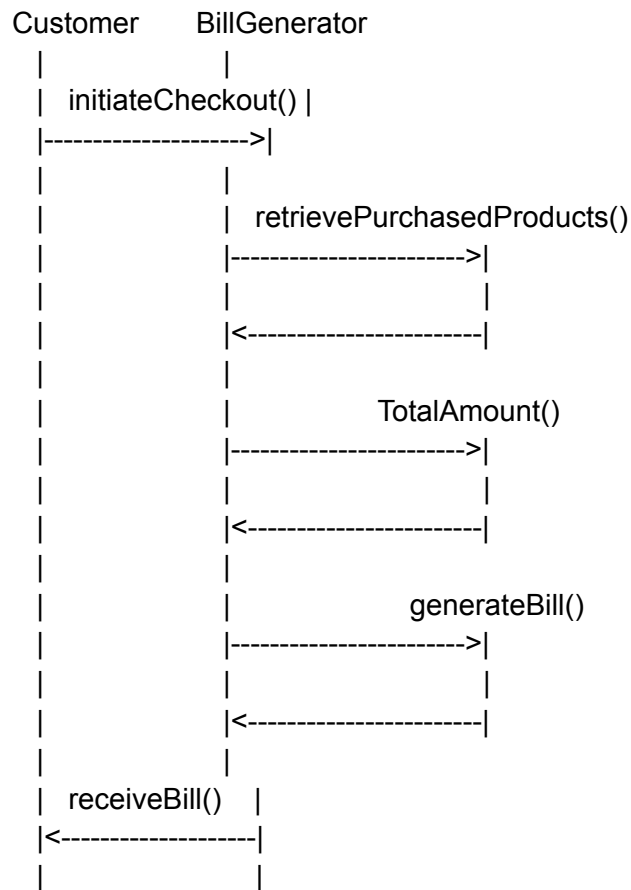 Customer BillGenerator
| |
| initiateCheckout() |
|--------------------->|
| |
| | retrievePurchasedProducts()
| |------------------------>|
| | |
| |<------------------------|
| |
| | TotalAmount()
| |------------------------>|
| | |
| |<------------------------|
| |
| | generateBill()
| |------------------------>|
| | |
| |<------------------------|
| |
| receiveBill() |
|<--------------------|
| |